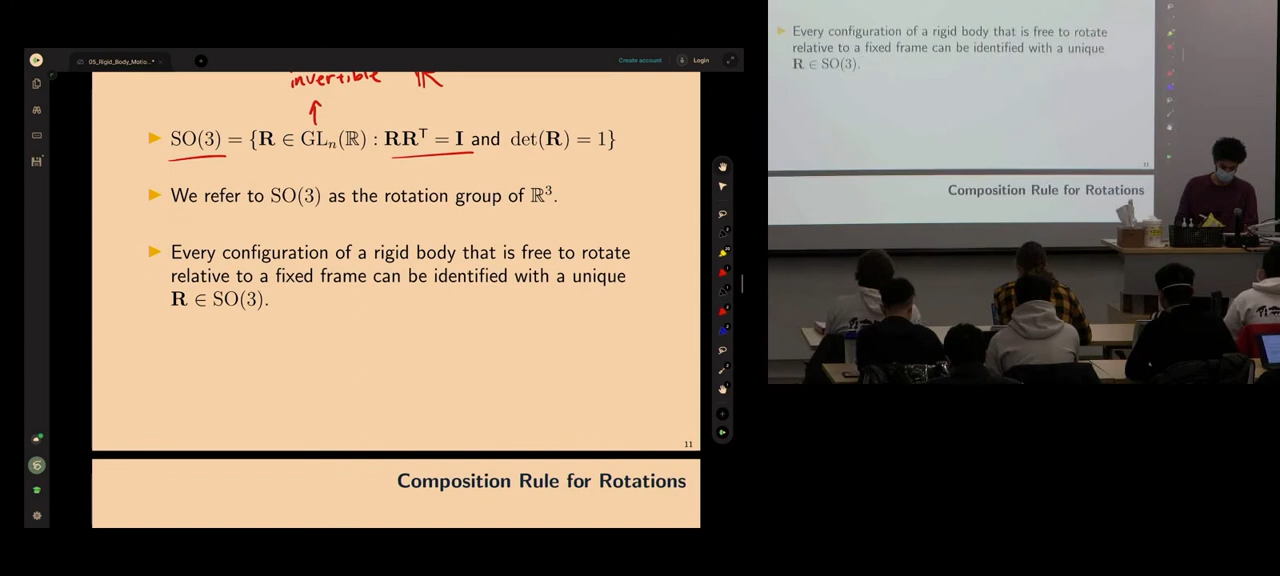 05_Rigid_Body_Motio...*
Create account
Login
invertible
▶ SO(3) = {R ∈ GLₙ(ℝ) : RRᵀ = I and det(R) = 1}
▶ We refer to SO(3) as the rotation group of ℝ³.
▶ Every configuration of a rigid body that is free to rotate
relative to a fixed frame can be identified with a unique
R ∈ SO(3).
11
Composition Rule for Rotations
▶ Every configuration of a rigid body that is free to rotate
relative to a fixed frame can be identified with a unique
R ∈ SO(3).
11
Composition Rule for Rotations